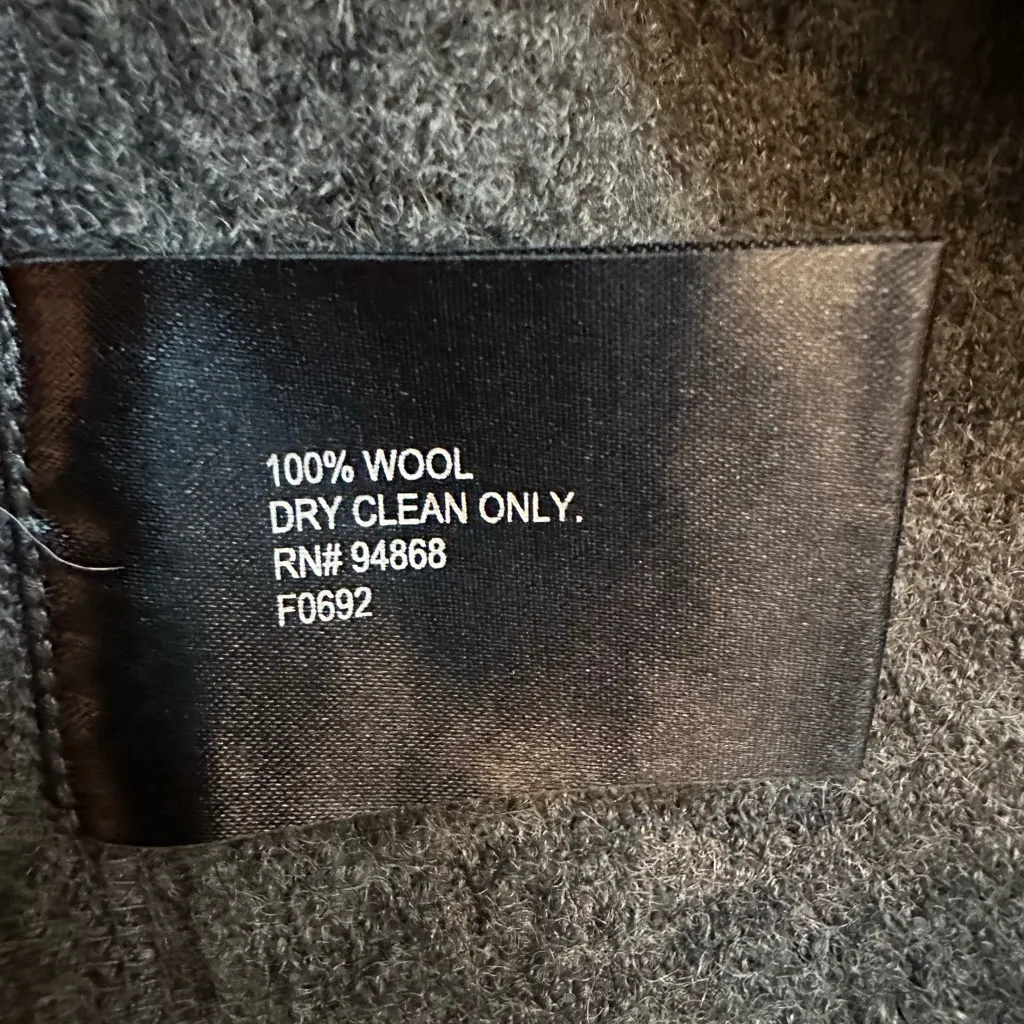 100% WOOL
DRY CLEAN ONLY.
RN# 94868
F0692